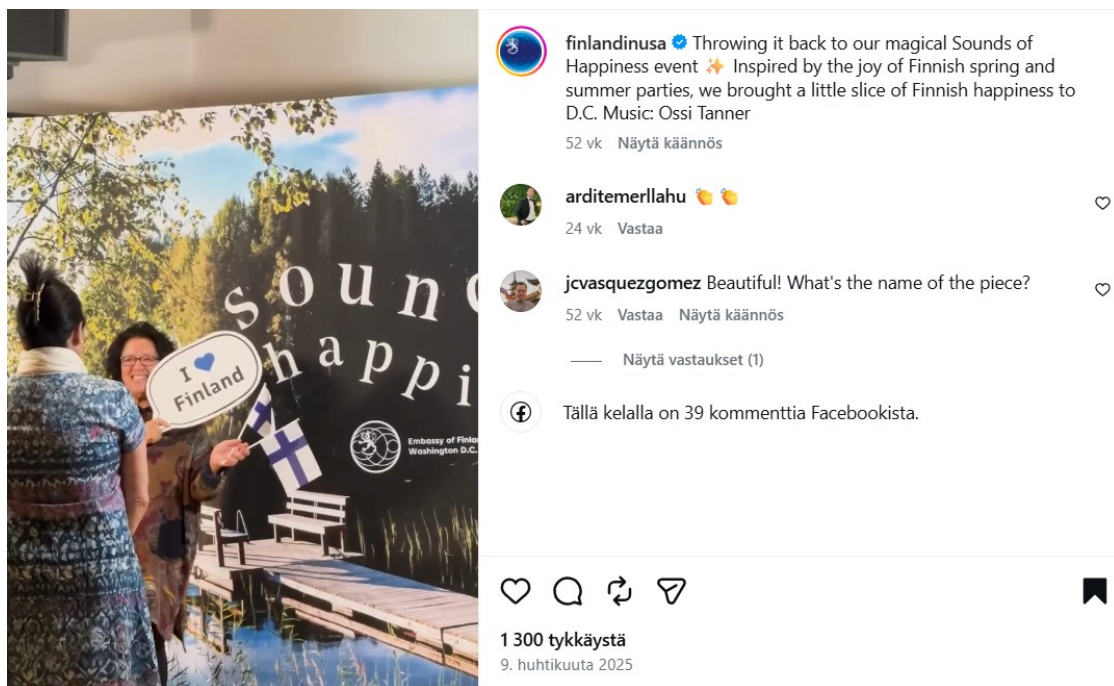 I 💙
Finland
soun
happi
Embassy of Finlan
Washington D.C.
finlandinusa Throwing it back to our magical Sounds of
Happiness event ✨ Inspired by the joy of Finnish spring and
summer parties, we brought a little slice of Finnish happiness to
D.C. Music: Ossi Tanner
52 vk Näytä käännös
arditemerllahu 👏 👏
24 vk Vastaa
jcvasquezgomez Beautiful! What's the name of the piece?
52 vk Vastaa Näytä käännös
Näytä vastaukset (1)
Tällä kelalla on 39 kommenttia Facebookista.
1 300 tykkäystä
9. huhtikuuta 2025